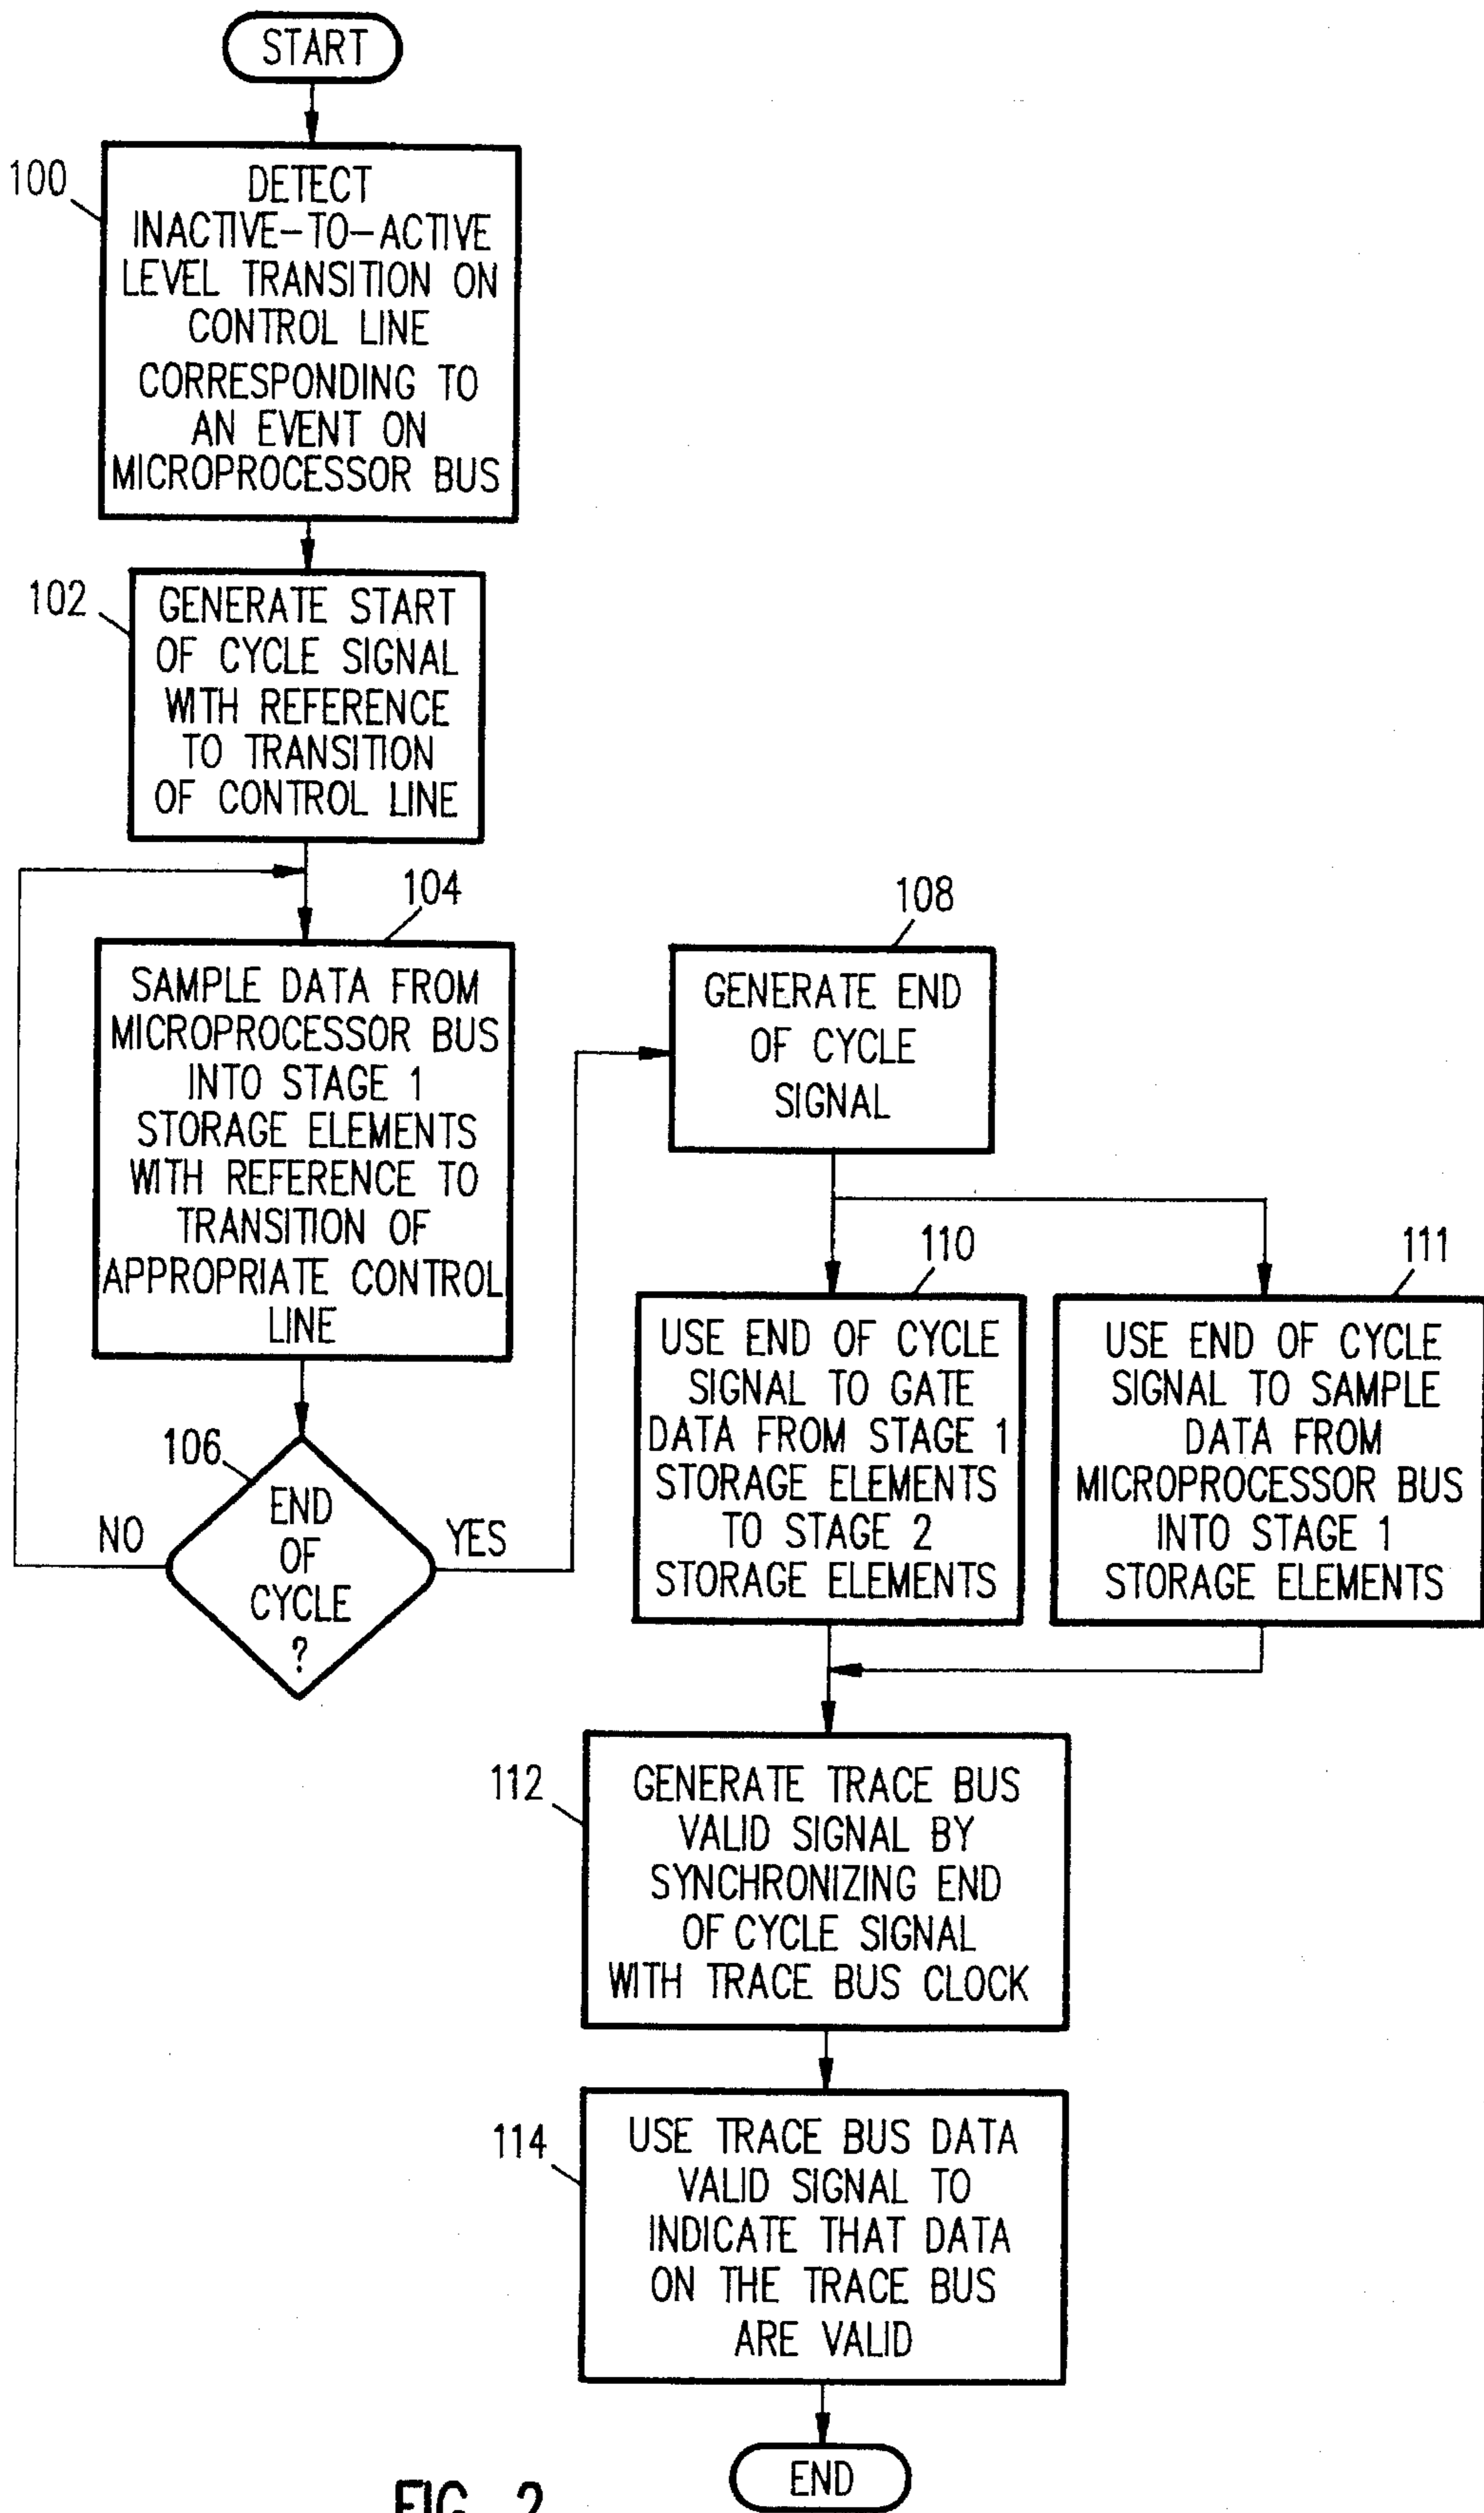 START
100
DETECT
INACTIVE-TO-ACTIVE
LEVEL TRANSITION ON
CONTROL LINE
CORRESPONDING TO
AN EVENT ON
MICROPROCESSOR BUS
102
GENERATE START
OF CYCLE SIGNAL
WITH REFERENCE
TO TRANSITION
OF CONTROL LINE
104
SAMPLE DATA FROM
MICROPROCESSOR BUS
INTO STAGE 1
STORAGE ELEMENTS
WITH REFERENCE TO
TRANSITION OF
APPROPRIATE CONTROL
LINE
106
END
OF
CYCLE
?
NO
YES
108
GENERATE END
OF CYCLE
SIGNAL
110
USE END OF CYCLE
SIGNAL TO GATE
DATA FROM STAGE 1
STORAGE ELEMENTS
TO STAGE 2
STORAGE ELEMENTS
111
USE END OF CYCLE
SIGNAL TO SAMPLE
DATA FROM
MICROPROCESSOR BUS
INTO STAGE 1
STORAGE ELEMENTS
112
GENERATE TRACE BUS
VALID SIGNAL BY
SYNCHRONIZING END
OF CYCLE SIGNAL
WITH TRACE BUS CLOCK
114
USE TRACE BUS DATA
VALID SIGNAL TO
INDICATE THAT DATA
ON THE TRACE BUS
ARE VALID
END
FIG. 2